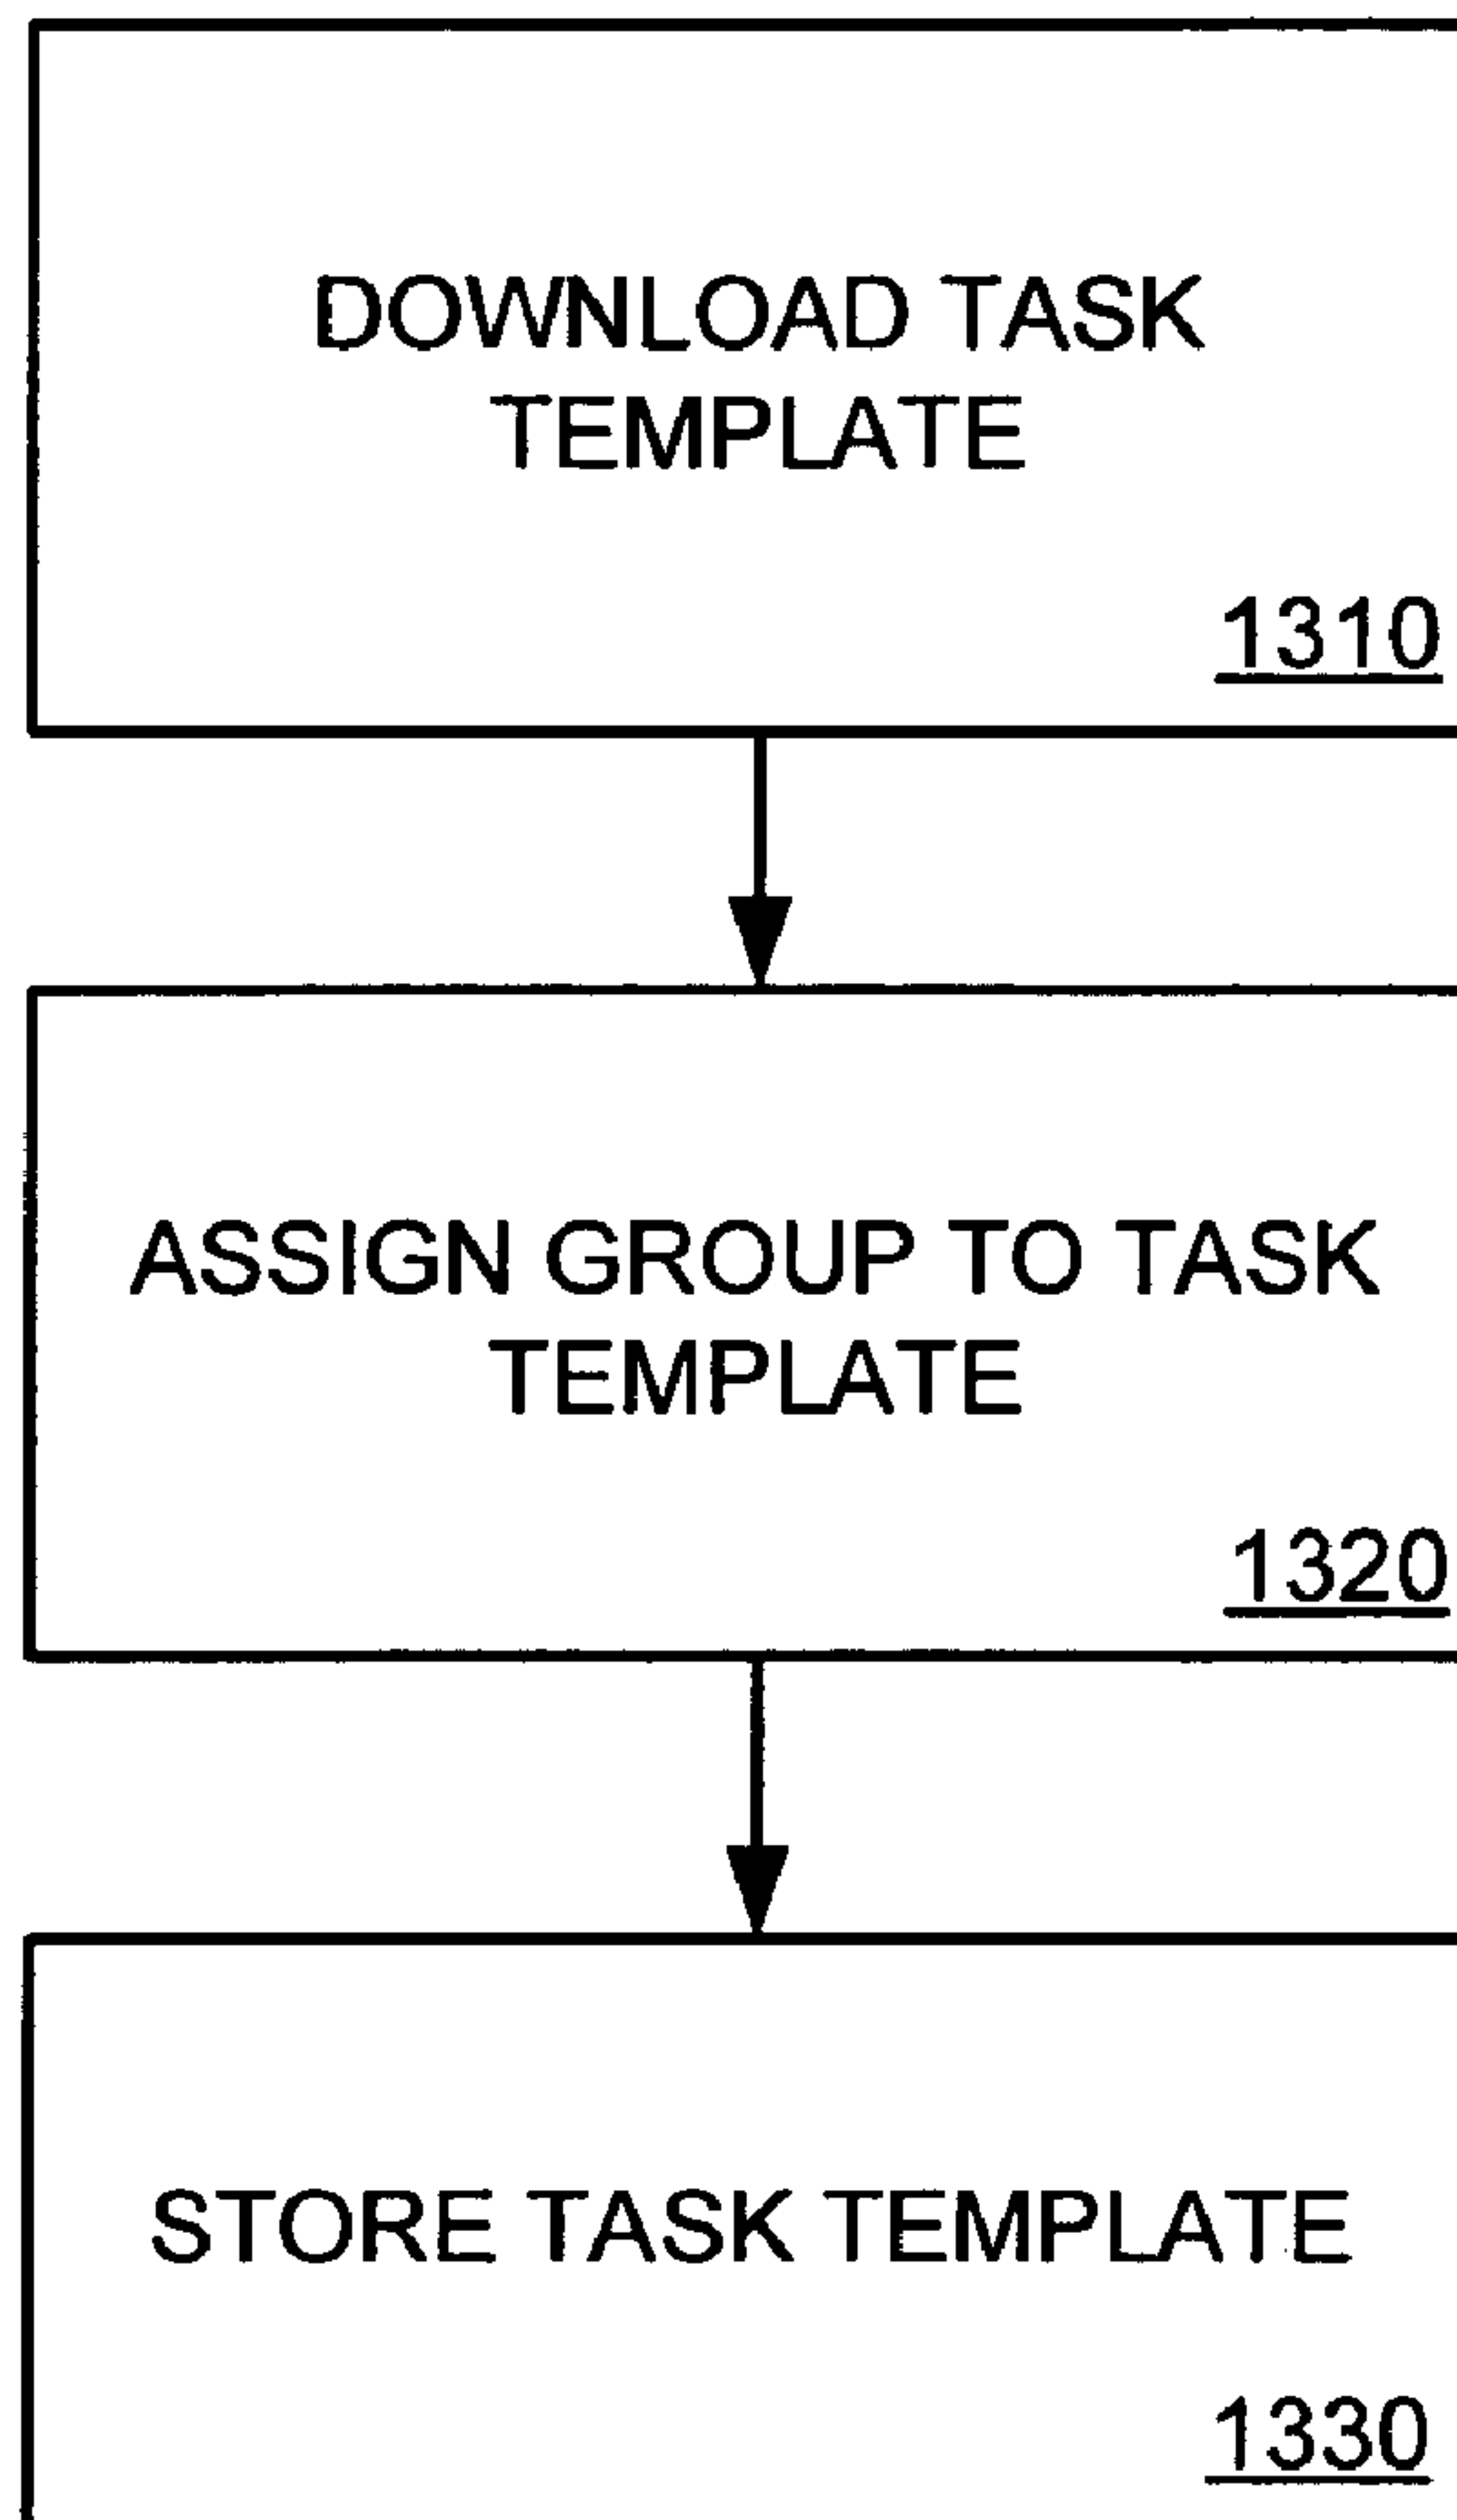 DOWNLOAD TASK
TEMPLATE
1310
ASSIGN GROUP TO TASK
TEMPLATE
1320
STORE TASK TEMPLATE
1330